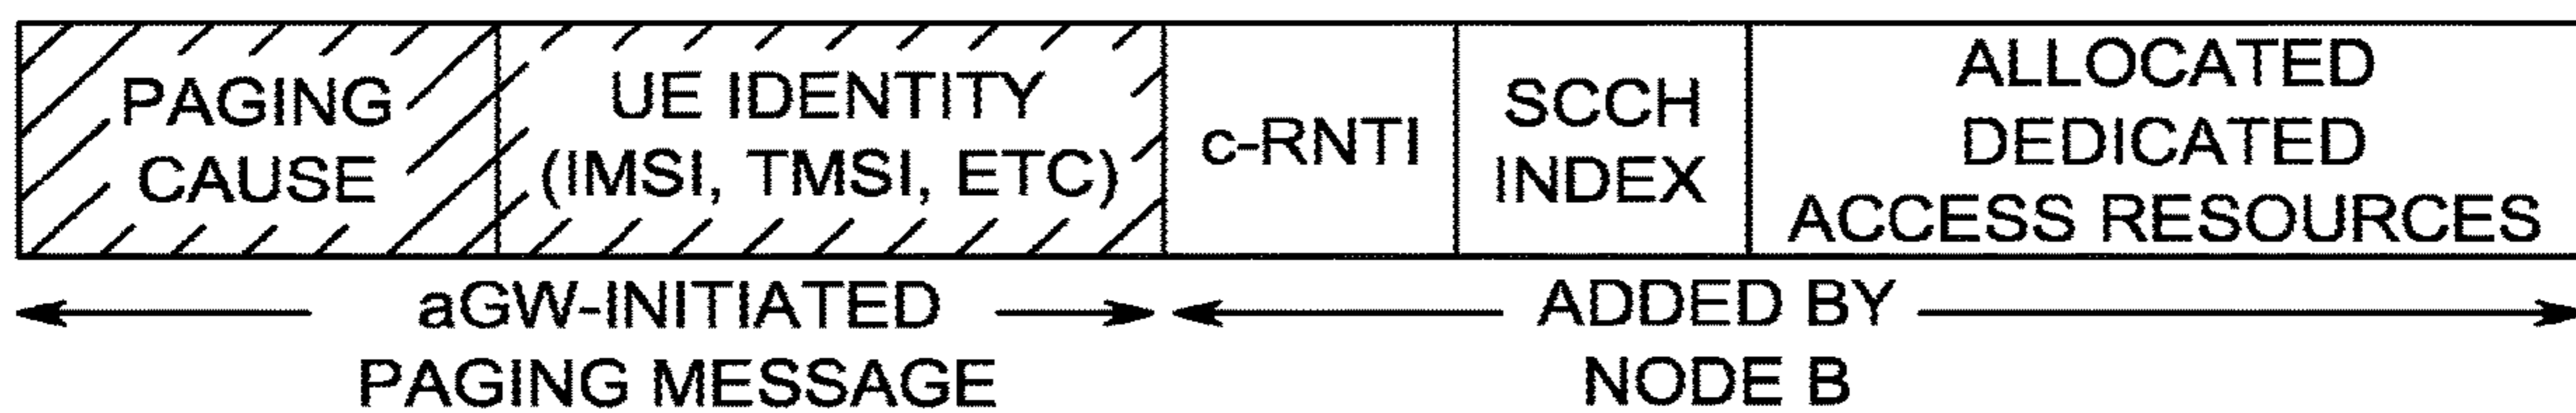 PAGING
CAUSE
UE IDENTITY
(IMSI, TMSI, ETC)
c-RNTI
SCCH
INDEX
ALLOCATED
DEDICATED
ACCESS RESOURCES
aGW-INITIATED
PAGING MESSAGE
ADDED BY
NODE B